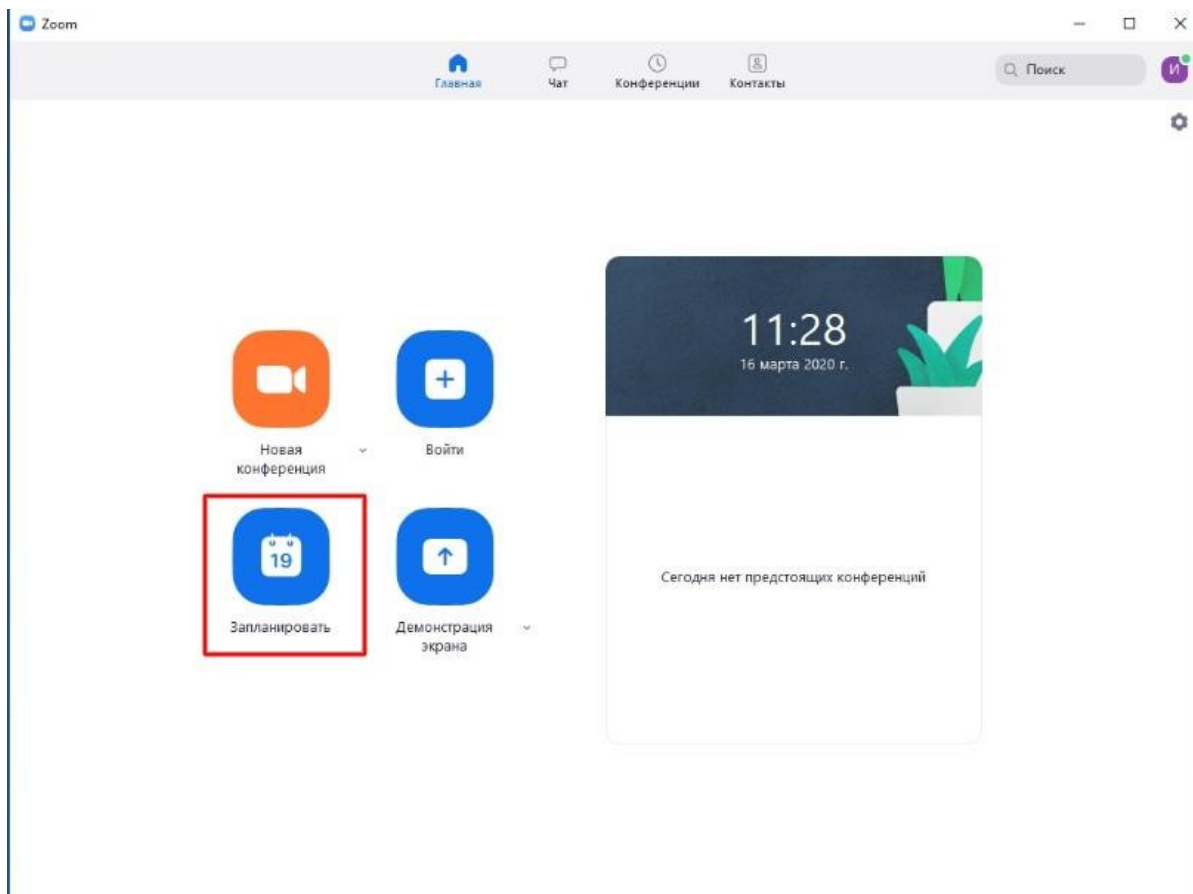 Zoom
Главная
Чат
Конференции
Контакты
Поиск
И
11:28
16 марта 2020 г.
Новая
конференция
Войти
19
Запланировать
Демонстрация
экрана
Сегодня нет предстоящих конференций